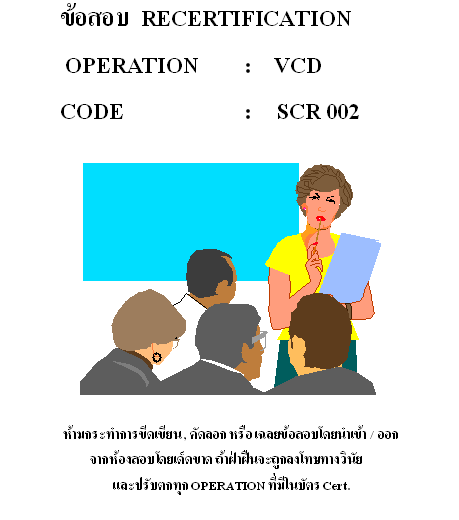 ข้อสอบ RECERTIFICATION
OPERATION : VCD
CODE : SCR 002
ห้ามกระทำการขีดเขียน , คัดลอก หรือ เฉลยข้อสอบโดยนำเข้า / ออก
จากห้องสอบโดยเด็ดขาด ถ้าฝ่าฝืนจะถูกลงโทษทางวินัย
และปรับตกทุก OPERATION ที่มีในบัตร Cert.